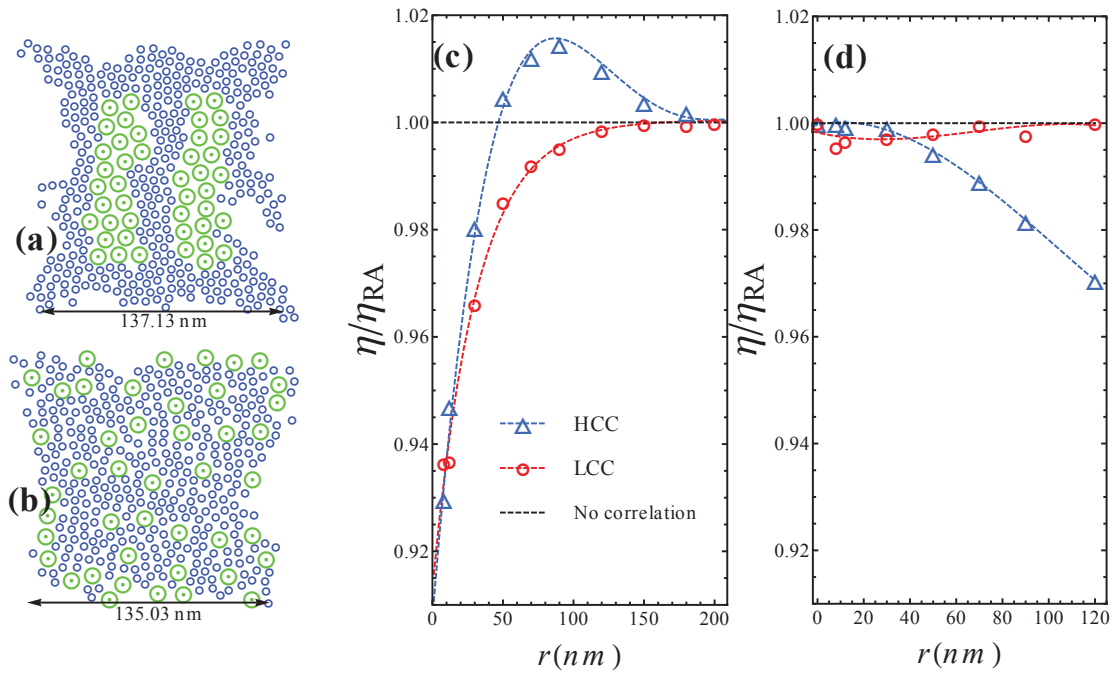 (a)
137.13 nm
(b)
135.03 nm
(c)
η/ηRA
1.02
1.00
0.98
0.96
0.94
0.92
HCC
LCC
No correlation
0 50 100 150 200
r(nm)
(d)
η/ηRA
1.02
1.00
0.98
0.96
0.94
0.92
0 20 40 60 80 100 120
r(nm)